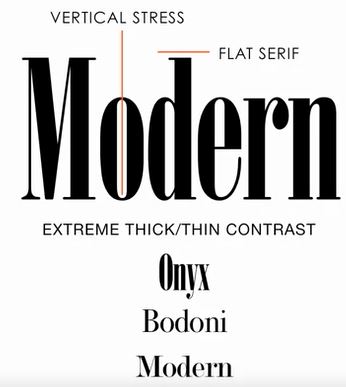 VERTICAL STRESS
FLAT SERIF
Modern
EXTREME THICK/THIN CONTRAST
Onyx
Bodoni
Modern